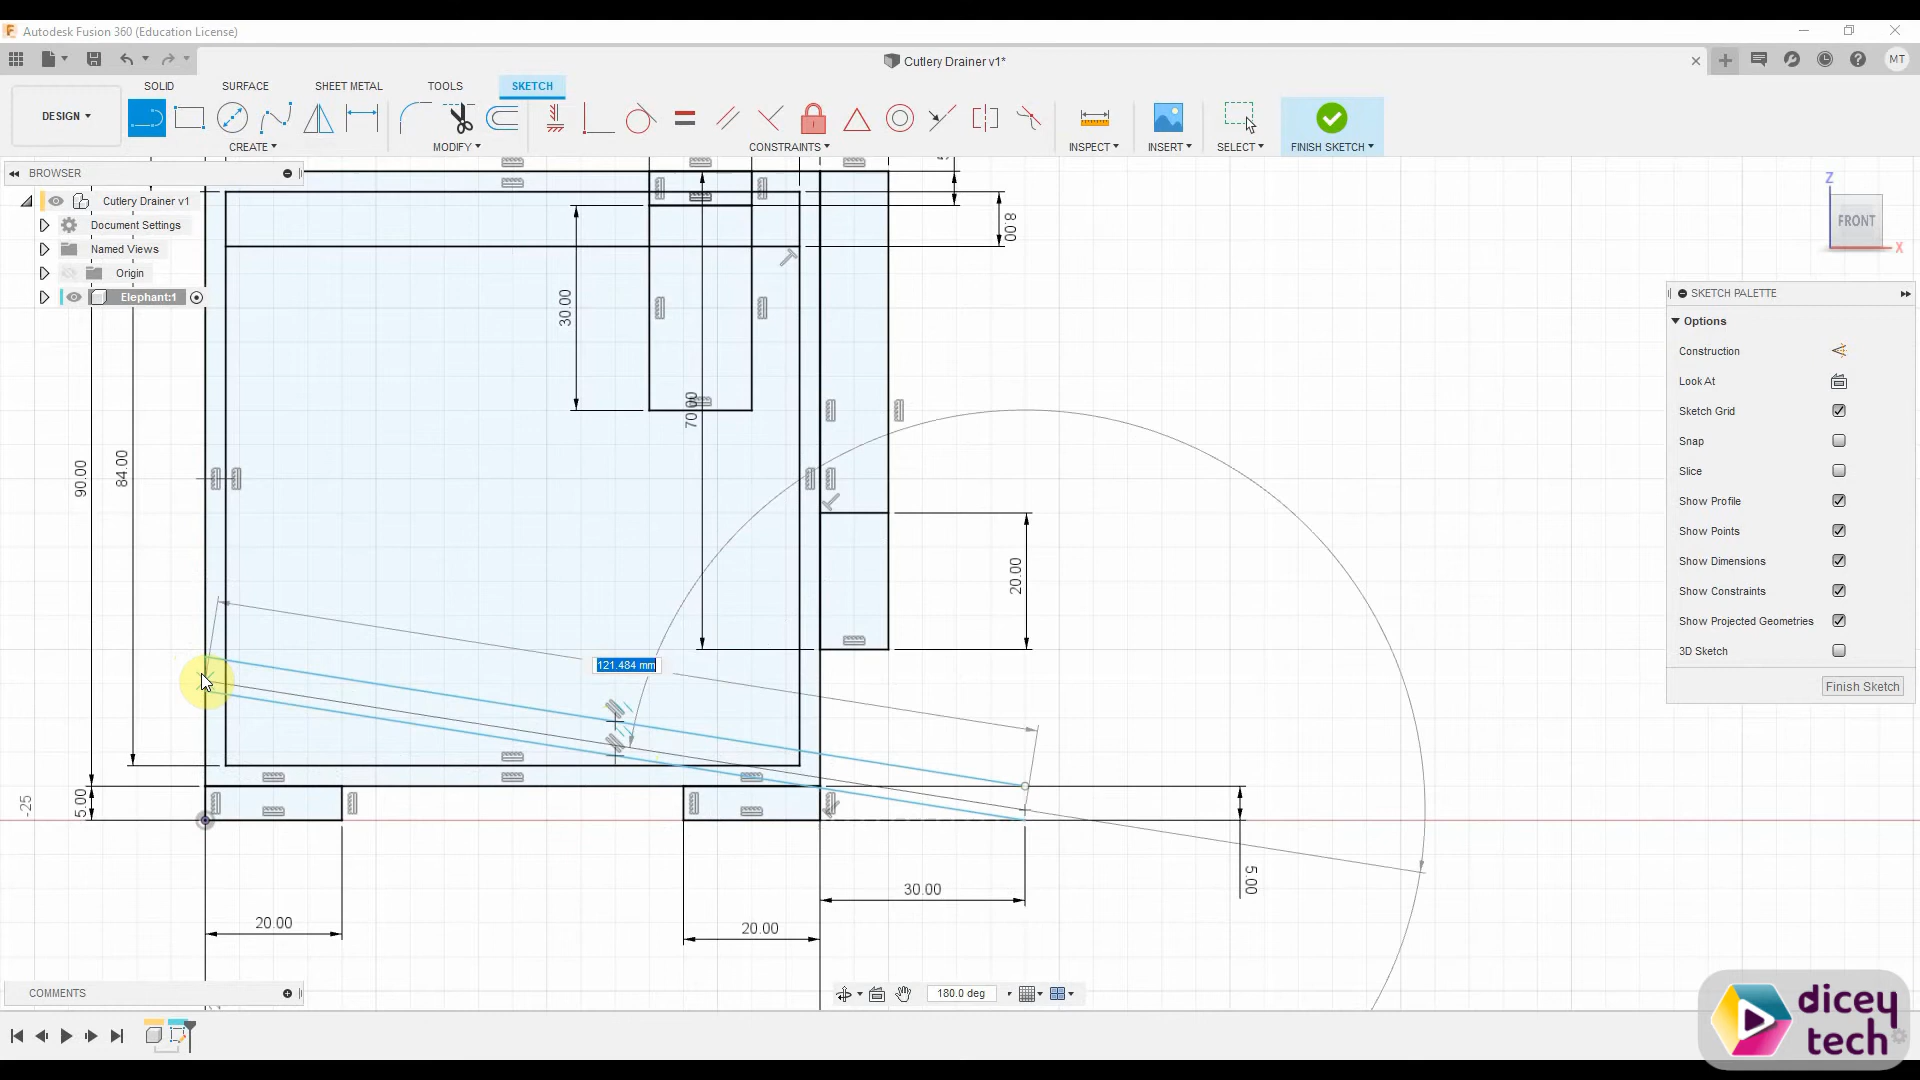 Autodesk Fusion 360 (Education License)
Cutlery Drainer v1*
MT
DESIGN
SOLID
SURFACE
SHEET METAL
TOOLS
SKETCH
CREATE
MODIFY
CONSTRAINTS
INSPECT
INSERT
SELECT
FINISH SKETCH
BROWSER
Cutlery Drainer v1
Document Settings
Named Views
Origin
Elephant:1
Z
FRONT
X
SKETCH PALETTE
Options
Construction
Look At
Sketch Grid
Snap
Slice
Show Profile
Show Points
Show Dimensions
Show Constraints
Show Projected Geometries
3D Sketch
Finish Sketch
8.00
30.00
70.00
90.00
84.00
20.00
121.484 mm
5.00
-25
5.00
30.00
20.00
20.00
COMMENTS
180.0 deg
dicey
tech